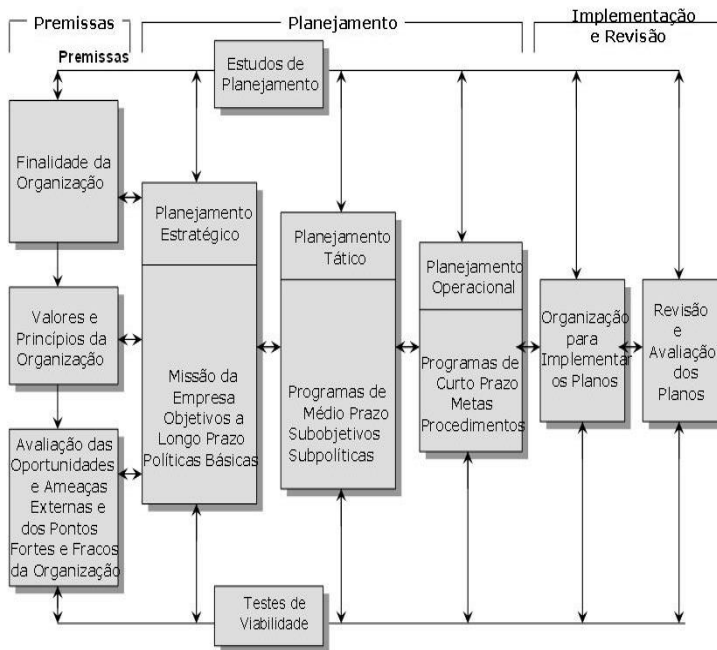 Premissas
Planejamento
Implementação
e Revisão
Premissas
Estudos de
Planejamento
Finalidade da
Organização
Valores e
Princípios da
Organização
Avaliação das
Oportunidades
e Ameaças
Externas e
dos Pontos
Fortes e Fracos
da Organização
Planejamento
Estratégico
Missão da
Empresa
Objetivos a
Longo Prazo
Políticas Básicas
Planejamento
Tático
Programas de
Médio Prazo
Subobjetivos
Subpolíticas
Planejamento
Operacional
Programas de
Curto Prazo
Metas
Procedimentos
Organização
para
Implementar
os Planos
Revisão
e
Avaliação
dos
Planos
Testes de
Viabilidade